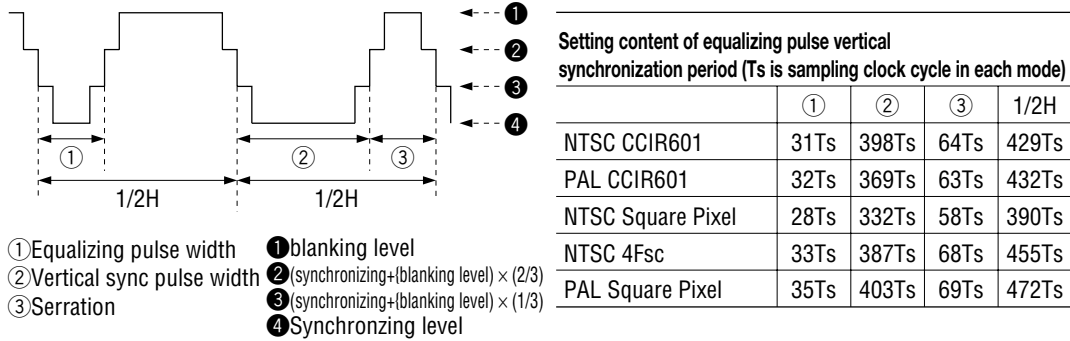 ❶
❷
❸
❹
①
②
③
1/2H
1/2H
①Equalizing pulse width
②Vertical sync pulse width
③Serration
❶blanking level
❷(synchronizing+{blanking level) × (2/3)
❸(synchronizing+{blanking level) × (1/3)
❹Synchronzing level
Setting content of equalizing pulse vertical
synchronization period (Ts is sampling clock cycle in each mode)
① ② ③ 1/2H
NTSC CCIR601 31Ts 398Ts 64Ts 429Ts
PAL CCIR601 32Ts 369Ts 63Ts 432Ts
NTSC Square Pixel 28Ts 332Ts 58Ts 390Ts
NTSC 4Fsc 33Ts 387Ts 68Ts 455Ts
PAL Square Pixel 35Ts 403Ts 69Ts 472Ts